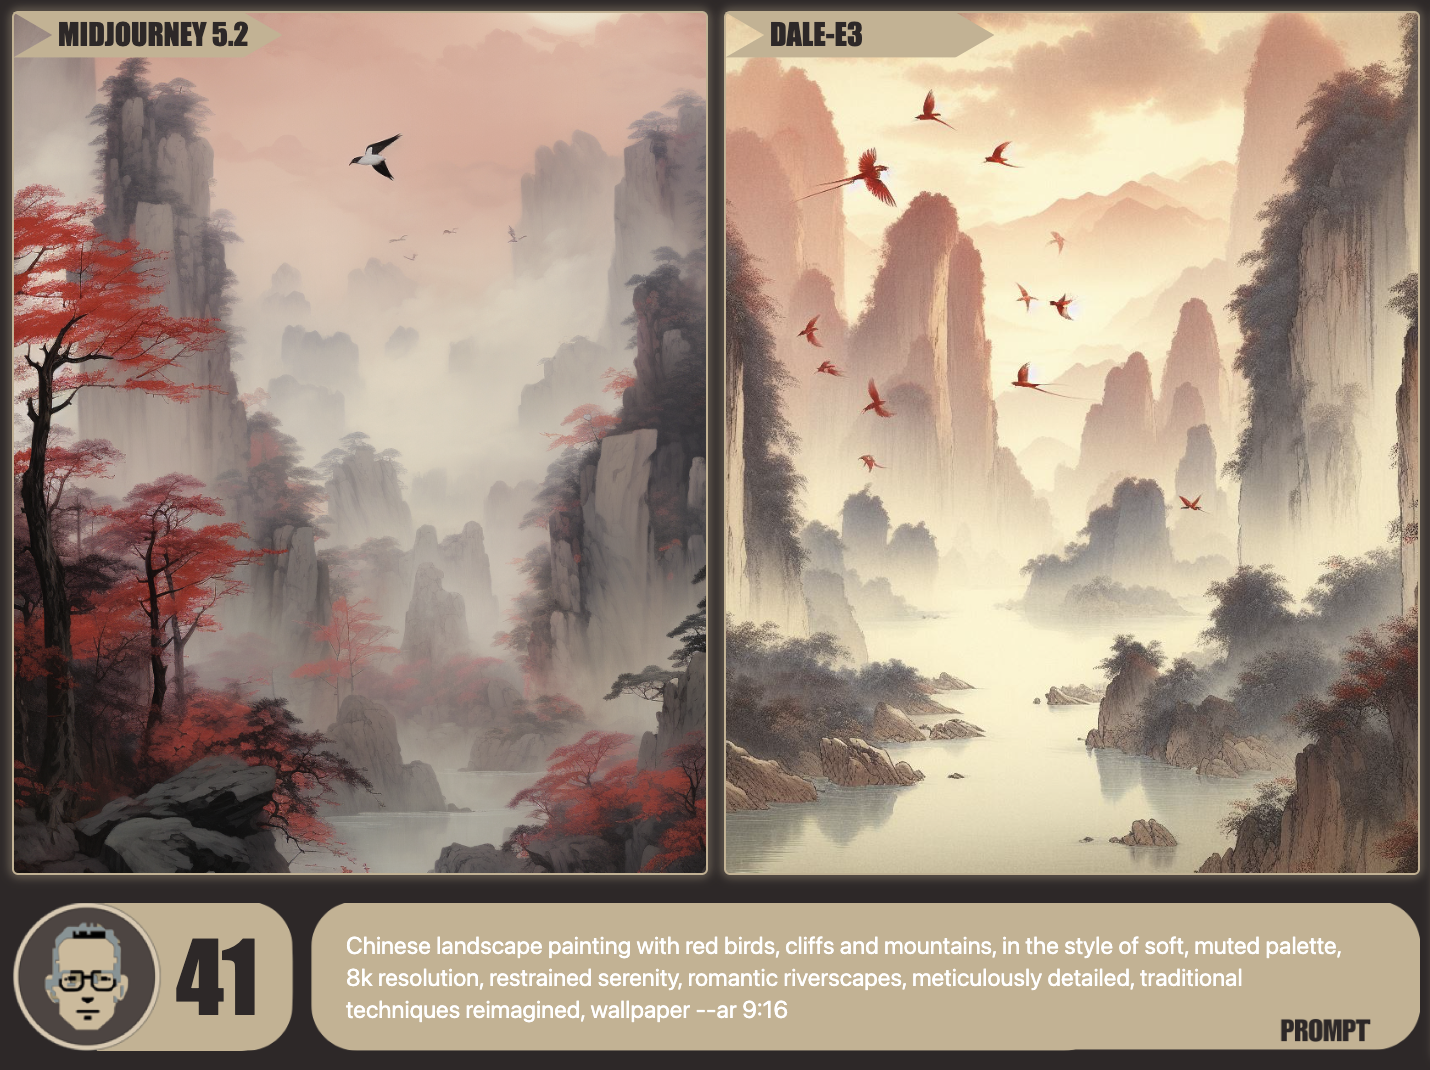 MIDJOURNEY 5.2
DALE-E3
41
Chinese landscape painting with red birds, cliffs and mountains, in the style of soft, muted palette,
8k resolution, restrained serenity, romantic riverscapes, meticulously detailed, traditional
techniques reimagined, wallpaper --ar 9:16
PROMPT